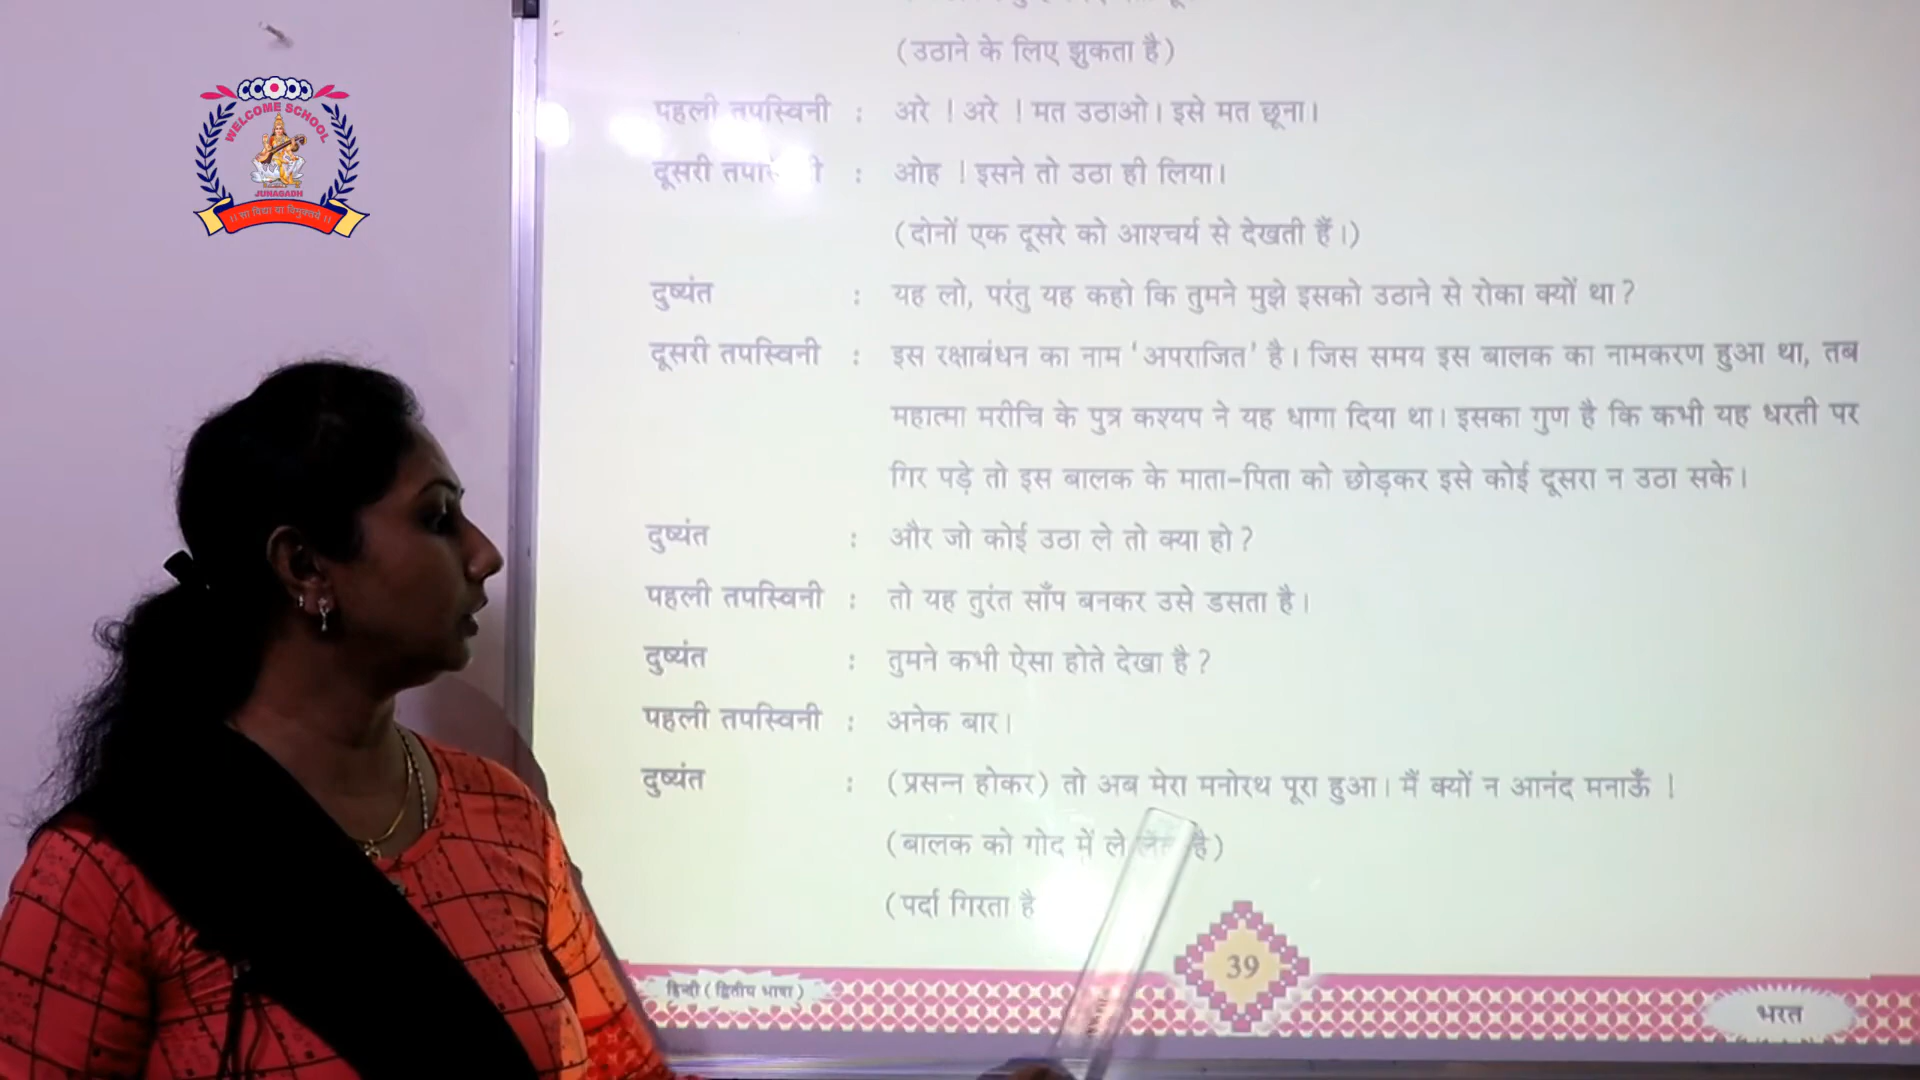 WELCOME SCHOOL
JUNAGADH
।। सा विद्या या विमुक्तये ।।
(उठाने के लिए झुकता है)
पहली तपस्विनी : अरे ! अरे ! मत उठाओ। इसे मत छूना।
दूसरी : ओह ! इसने तो उठा ही लिया।
(दोनों एक दूसरे को आश्चर्य से देखती हैं।)
दुष्यंत : यह लो, परंतु यह कहो कि तुमने मुझे इसको उठाने से रोका क्यों था ?
दूसरी तपस्विनी : इस रक्षाबंधन का नाम 'अपराजित' है। जिस समय इस बालक का नामकरण हुआ था, तब
महात्मा मरीचि के पुत्र कश्यप ने यह धागा दिया था। इसका गुण है कि कभी यह धरती पर
गिर पड़े तो इस बालक के माता-पिता को छोड़कर इसे कोई दूसरा न उठा सके।
दुष्यंत : और जो कोई उठा ले तो क्या हो ?
पहली तपस्विनी : तो यह तुरंत साँप बनकर उसे डसता है।
दुष्यंत : तुमने कभी ऐसा होते देखा है ?
पहली तपस्विनी : अनेक बार।
दुष्यंत : (प्रसन्न होकर) तो अब मेरा मनोरथ पूरा हुआ। मैं क्यों न आनंद मनाऊँ !
(बालक को गोद में ले है)
(पर्दा गिरता है
39
हिन्दी (द्वितीय भाषा)
भरत